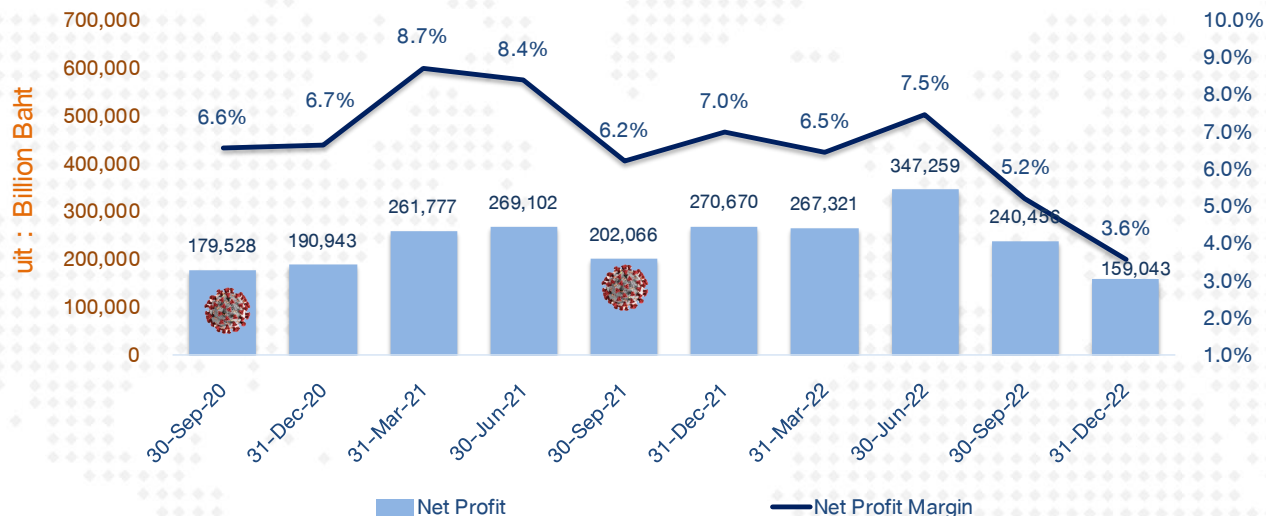 700,000
600,000
500,000
400,000
300,000
200,000
100,000
0
uit : Billion Baht
10.0%
9.0%
8.0%
7.0%
6.0%
5.0%
4.0%
3.0%
2.0%
1.0%
6.6%
6.7%
8.7%
8.4%
6.2%
7.0%
6.5%
7.5%
5.2%
3.6%
179,528
190,943
261,777
269,102
202,066
270,670
267,321
347,259
240,456
159,043
30-Sep-20
31-Dec-20
31-Mar-21
30-Jun-21
30-Sep-21
31-Dec-21
31-Mar-22
30-Jun-22
30-Sep-22
31-Dec-22
Net Profit
Net Profit Margin